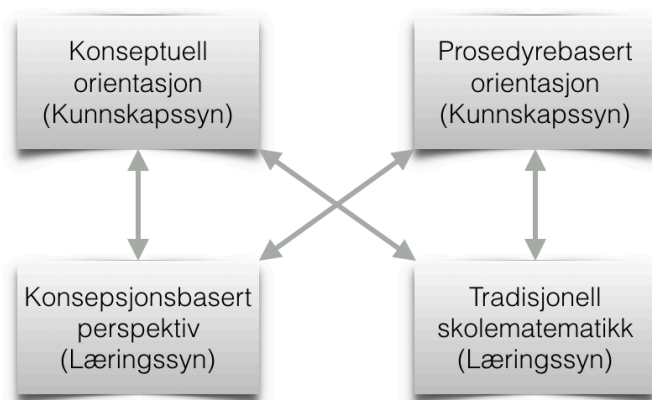 Konseptuell
orientasjon
(Kunnskapssyn)
Prosedyrebasert
orientasjon
(Kunnskapssyn)
Konsepsjonsbasert
perspektiv
(Læringssyn)
Tradisjonell
skolematematikk
(Læringssyn)